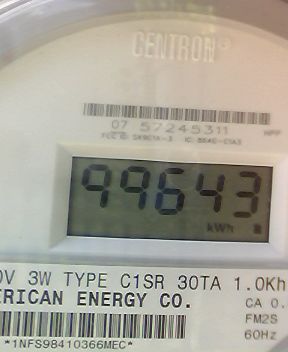 CENTRON®
07 57245311 HPP
99643
kWh
0V 3W TYPE C1SR 30TA 1.0Kh
ERICAN ENERGY CO.
CA 0.
FM2S
60Hz
*1NFS98410366MEC*